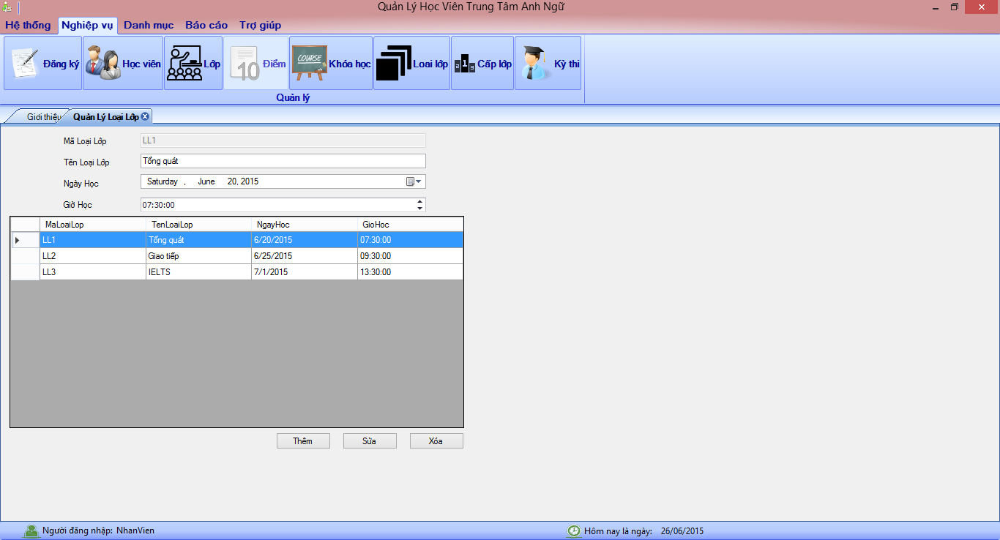 Quản Lý Học Viên Trung Tâm Anh Ngữ
Hệ thống Nghiệp vụ Danh mục Báo cáo Trợ giúp
Đăng ký Học viên Lớp 10 Điểm COURSE Khóa học Loại lớp 2 1 3 Cấp lớp Kỳ thi
Quản lý
Giới thiệu Quản Lý Loại Lớp
Mã Loại Lớp LL1
Tên Loại Lớp Tổng quát
Ngày Học Saturday , June 20, 2015
Giờ Học 07:30:00
MaLoaiLop TenLoaiLop NgayHoc GioHoc
LL1 Tổng quát 6/20/2015 07:30:00
LL2 Giao tiếp 6/25/2015 09:30:00
LL3 IELTS 7/1/2015 13:30:00
Thêm Sửa Xóa
Người đăng nhập: NhanVien Hôm nay là ngày: 26/06/2015